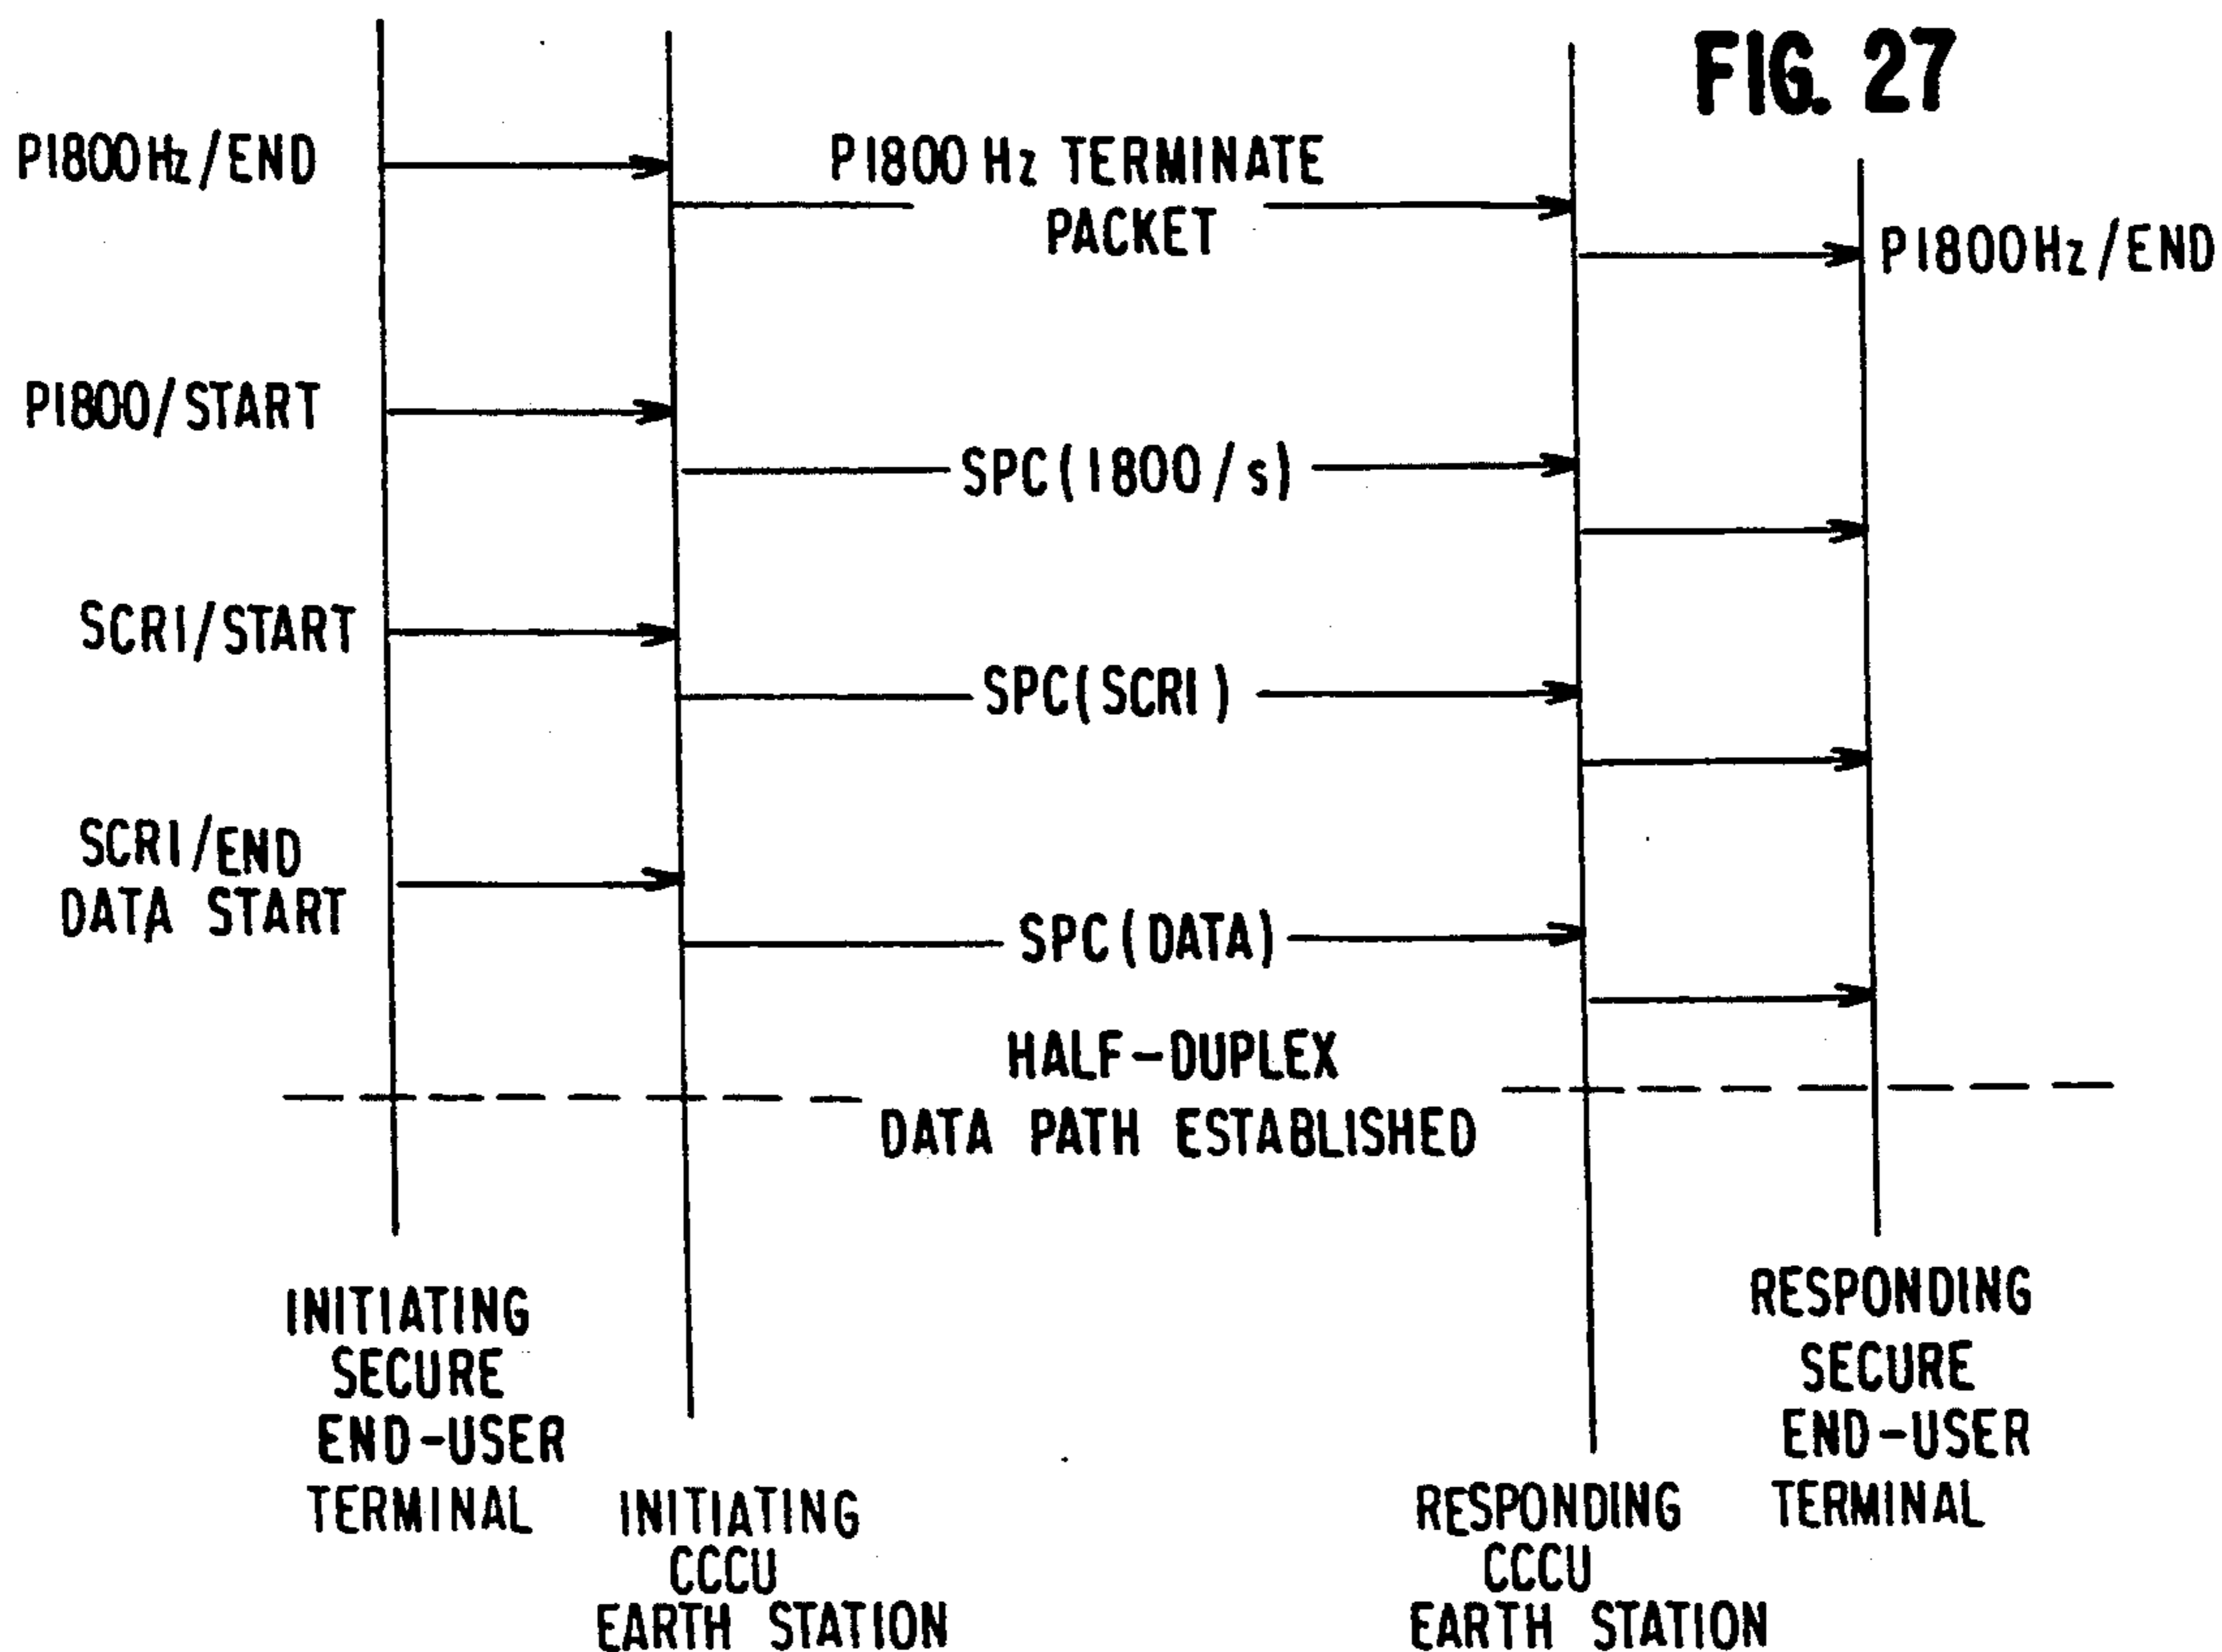 FIG. 27
P1800Hz/END
P1800 Hz TERMINATE
PACKET
P1800Hz/END
P1800/START
SPC(1800/s)
SCR1/START
SPC(SCR1)
SCR1/END
DATA START
SPC(DATA)
HALF-DUPLEX
DATA PATH ESTABLISHED
INITIATING
SECURE
END-USER
TERMINAL
INITIATING
CCCU
EARTH STATION
RESPONDING
CCCU
EARTH STATION
RESPONDING
SECURE
END-USER
TERMINAL